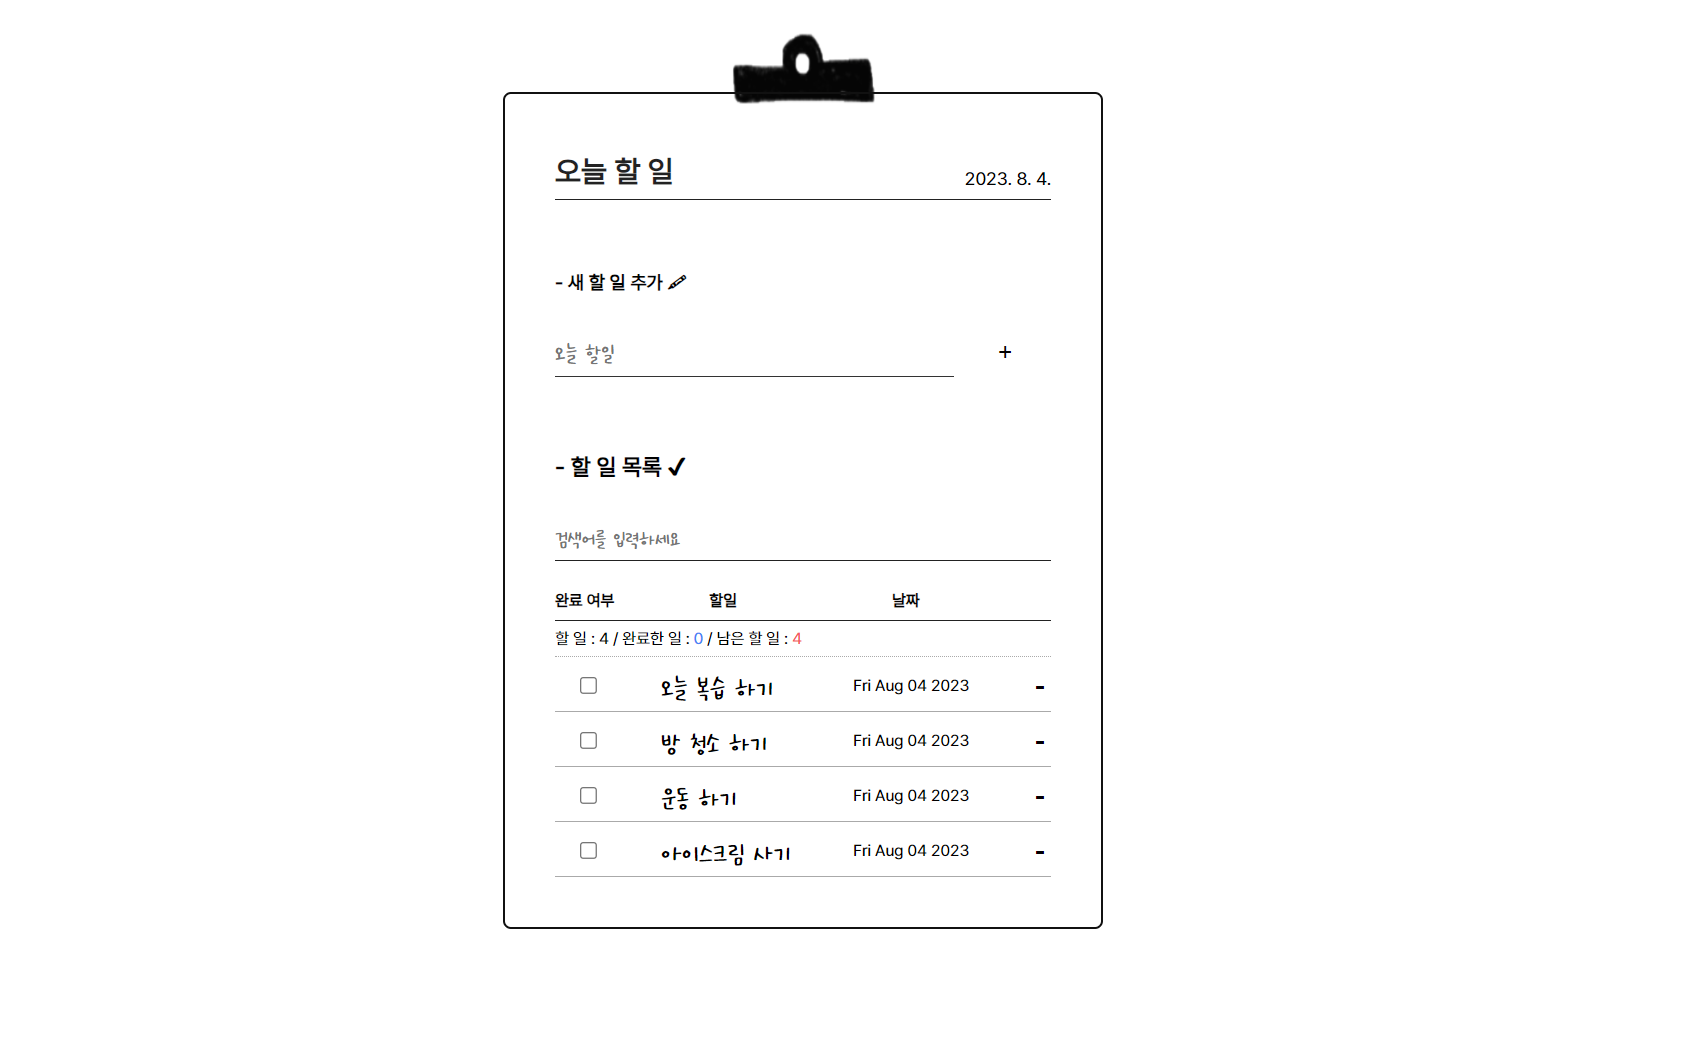 오늘 할 일
2023. 8. 4.
- 새 할 일 추가 🖊
오늘 할일 +
- 할 일 목록 ✔
검색어를 입력하세요
완료 여부 할일 날짜
할 일 : 4 / 완료한 일 : 0 / 남은 할 일 : 4
오늘 복습 하기 Fri Aug 04 2023 -
방 청소 하기 Fri Aug 04 2023 -
운동 하기 Fri Aug 04 2023 -
아이스크림 사기 Fri Aug 04 2023 -